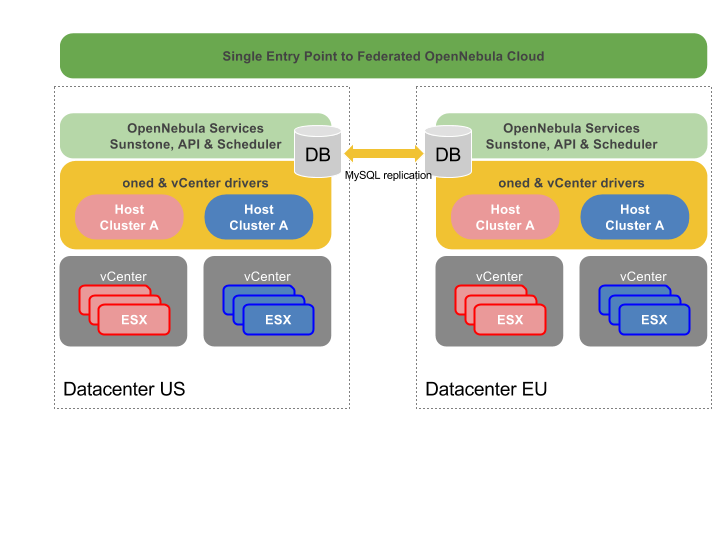 Single Entry Point to Federated OpenNebula Cloud
OpenNebula Services
Sunstone, API & Scheduler
DB
oned & vCenter drivers
Host
Cluster A
Host
Cluster A
vCenter
ESX
vCenter
ESX
Datacenter US
MySQL replication
OpenNebula Services
Sunstone, API & Scheduler
DB
oned & vCenter drivers
Host
Cluster A
Host
Cluster A
vCenter
ESX
vCenter
ESX
Datacenter EU